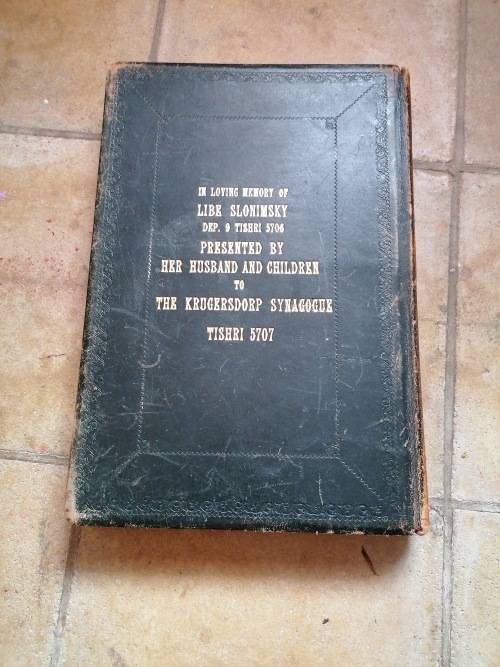 IN LOVING MEMORY OF
LIBE SLONIMSKY
DEP. 9 TISHRI 5706
PRESENTED BY
HER HUSBAND AND CHILDREN
TO
THE KRUGERSDORP SYNAGOGUE
TISHRI 5707